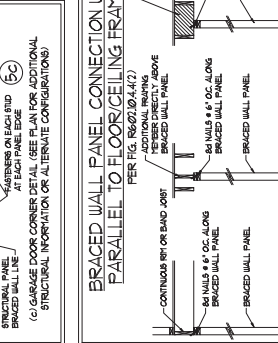 STRUCTURAL PANEL
BRACED WALL LINE
FASTENERS ON EACH STUD
AT EACH PANEL EDGE
5c
(c) GARAGE DOOR CORNER DETAIL (SEE PLAN FOR ADDITIONAL
STRUCTURAL INFORMATION OR ALTERNATE CONFIGURATIONS)
BRACED WALL PANEL CONNECTION
PARALLEL TO FLOOR/CEILING FRAM
PER FIG. R602.10.4.4(2)
CONTINUOUS RIM OR BAND JOIST
8d NAILS @ 6" O.C. ALONG
BRACED WALL PANEL
BRACED WALL PANEL
ADDITIONAL FRAMING
MEMBER DIRECTLY ABOVE
BRACED WALL PANEL
8d NAILS @ 6" O.C. ALONG
BRACED WALL PANEL
BRACED WALL PANEL